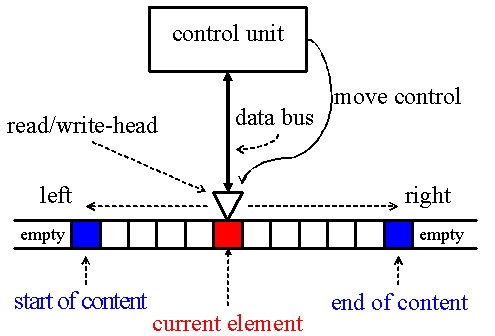 control unit
move control
data bus
read/write-head
left
right
empty
empty
start of content
end of content
current element